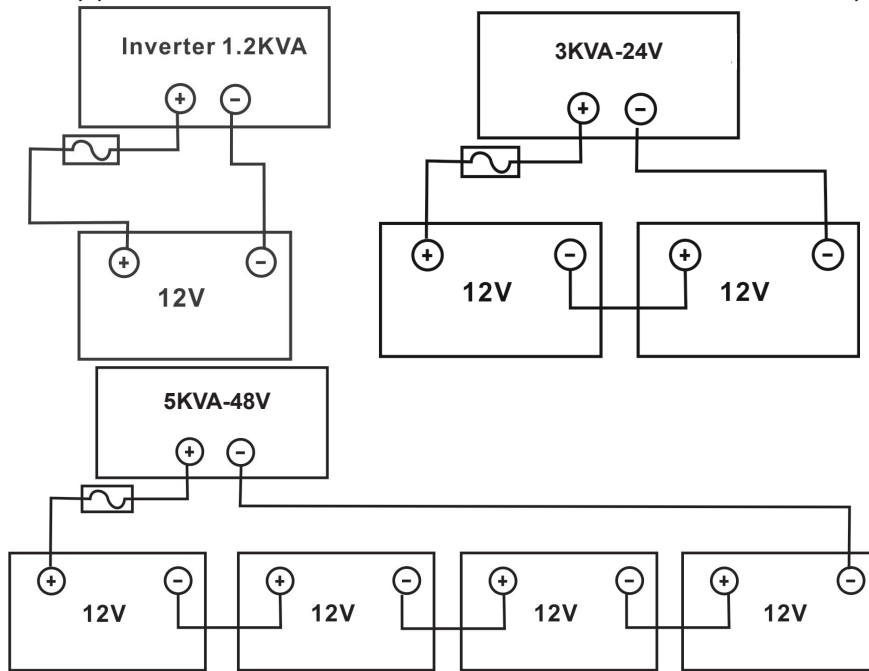 Inverter 1.2KVA
+ −
+ −
12V
3KVA-24V
+ −
+ − + −
12V 12V
5KVA-48V
+ −
+ − + − + − + −
12V 12V 12V 12V